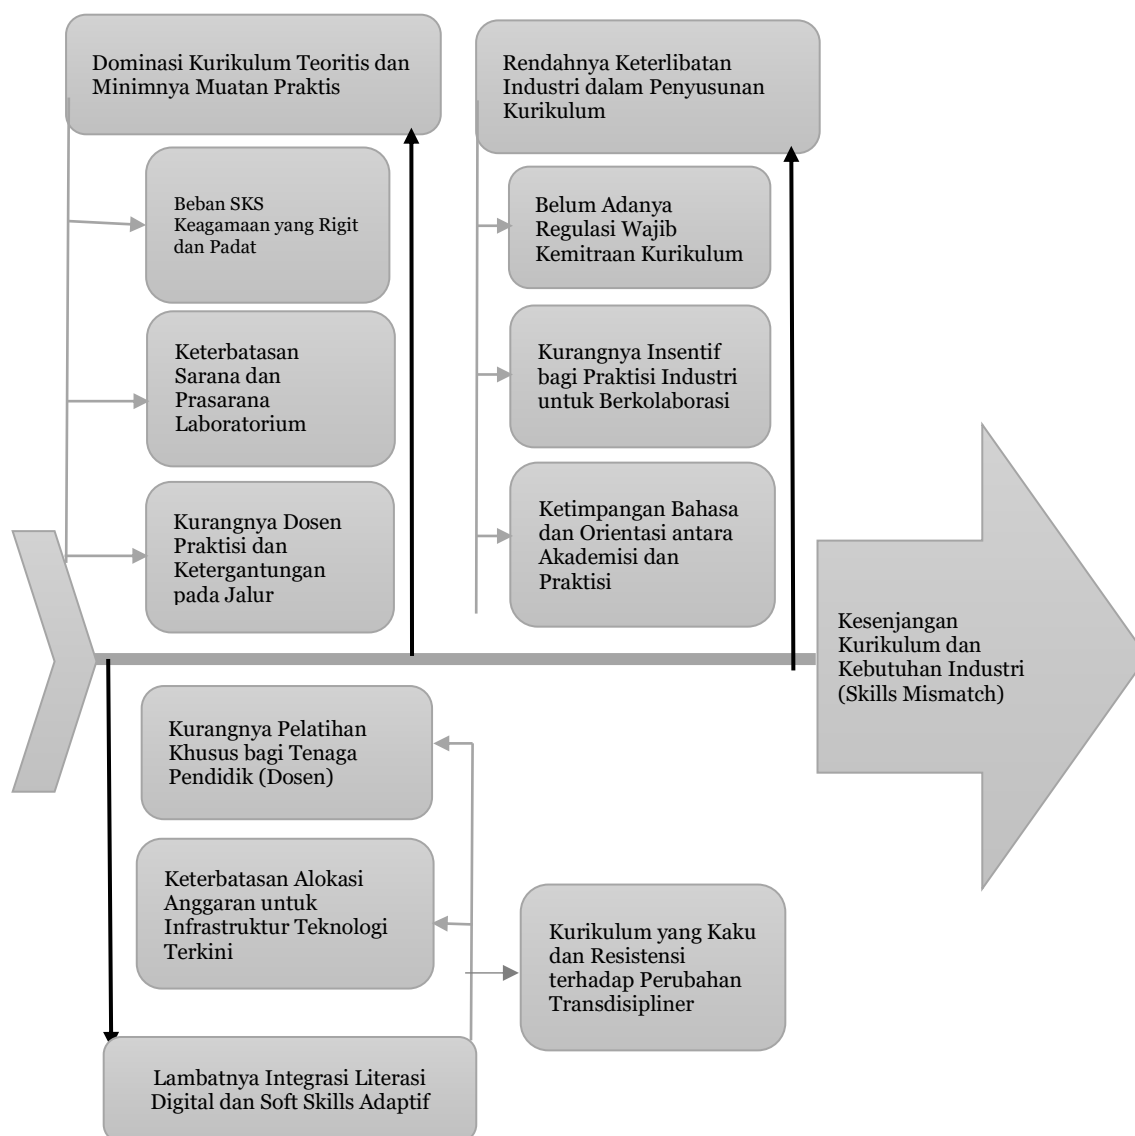 Dominasi Kurikulum Teoritis dan
Minimnya Muatan Praktis
Beban SKS
Keagamaan yang Rigit
dan Padat
Keterbatasan
Sarana dan
Prasarana
Laboratorium
Kurangnya Dosen
Praktisi dan
Ketergantungan
pada Jalur
Rendahnya Keterlibatan
Industri dalam Penyusunan
Kurikulum
Belum Adanya
Regulasi Wajib
Kemitraan Kurikulum
Kurangnya Insentif
bagi Praktisi Industri
untuk Berkolaborasi
Ketimpangan Bahasa
dan Orientasi antara
Akademisi dan
Praktisi
Kesenjangan
Kurikulum dan
Kebutuhan Industri
(Skills Mismatch)
Kurangnya Pelatihan
Khusus bagi Tenaga
Pendidik (Dosen)
Keterbatasan Alokasi
Anggaran untuk
Infrastruktur Teknologi
Terkini
Kurikulum yang Kaku
dan Resistensi
terhadap Perubahan
Transdisipliner
Lambatnya Integrasi Literasi
Digital dan Soft Skills Adaptif